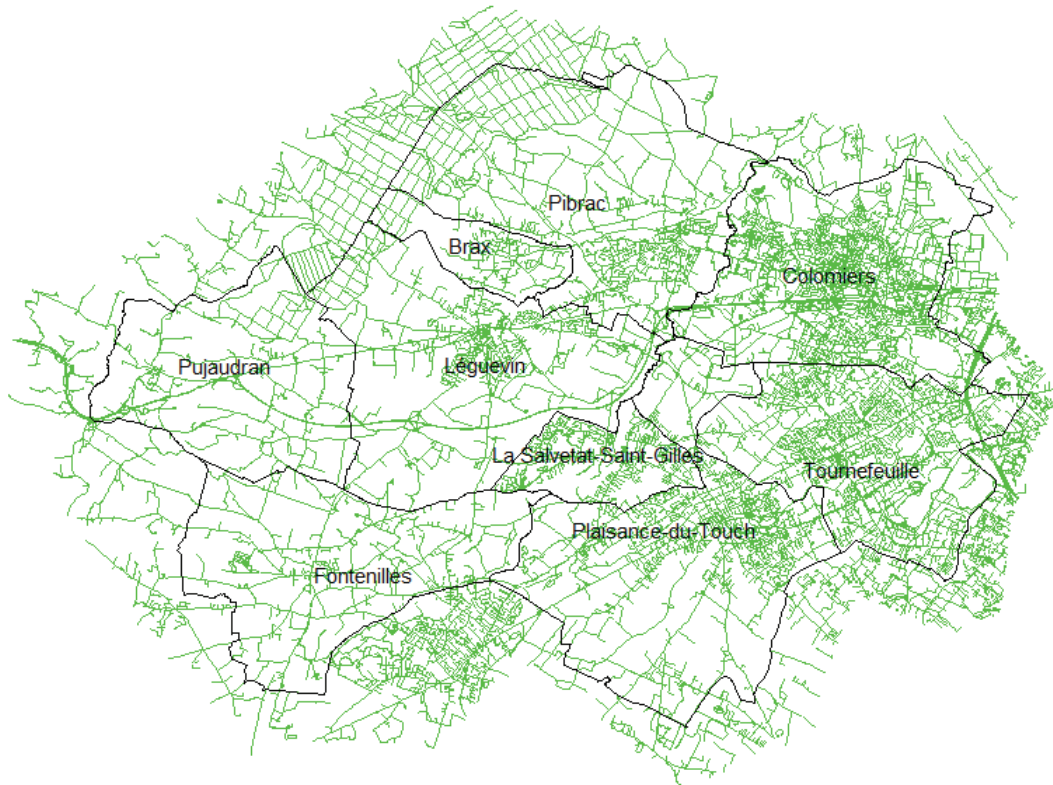 Pibrac
Brax
Colomiers
Pujaudran
Léguevin
La Salvetat-Saint-Gilles
Tournefeuille
Plaisance-du-Touch
Fontenilles